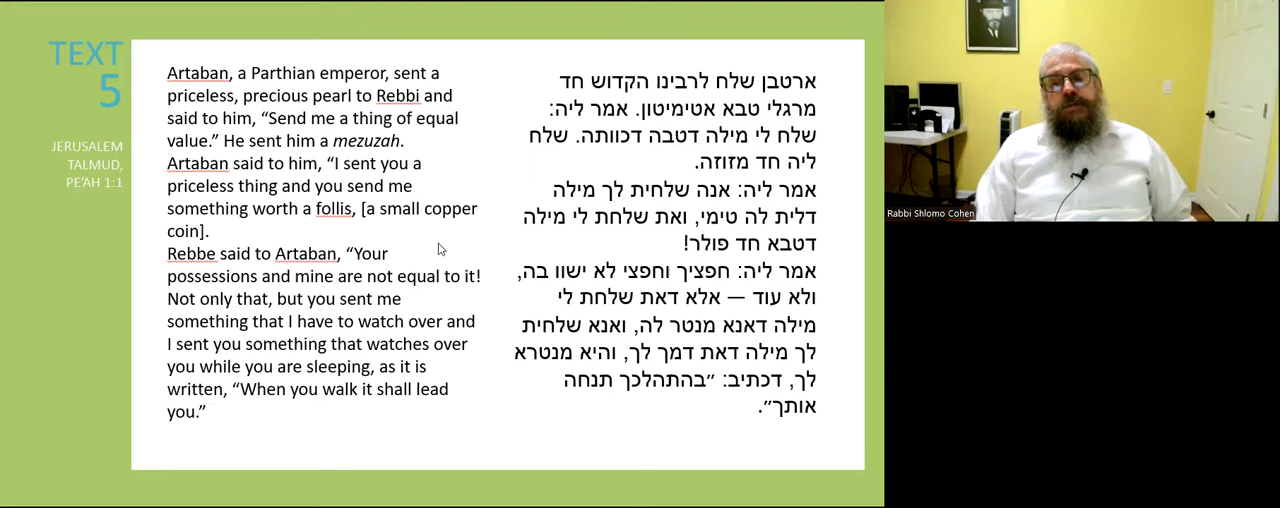 TEXT
5
JERUSALEM
TALMUD,
PE'AH 1:1
Artaban, a Parthian emperor, sent a
priceless, precious pearl to Rebbi and
said to him, “Send me a thing of equal
value.” He sent him a mezuzah.
Artaban said to him, “I sent you a
priceless thing and you send me
something worth a follis, [a small copper
coin].
Rebbe said to Artaban, “Your
possessions and mine are not equal to it!
Not only that, but you sent me
something that I have to watch over and
I sent you something that watches over
you while you are sleeping, as it is
written, “When you walk it shall lead
you.”
ארטבן שלח לרבינו הקדוש חד
מרגלי טבא אטימיטון. אמר ליה:
שלח לי מילה דטבה דכוותה. שלח
ליה חד מזוזה.
אמר ליה: אנה שלחית לך מילה
דלית לה טימי, ואת שלחת לי מילה
דטבא חד פולר!
אמר ליה: חפציך וחפצי לא ישוו בה,
ולא עוד — אלא דאת שלחת לי
מילה דאנא מנטר לה, ואנא שלחית
לך מילה דאת דמך לך, והיא מנטרא
לך, דכתיב: ״בהתהלכך תנחה
אותך״.
Rabbi Shlomo Cohen